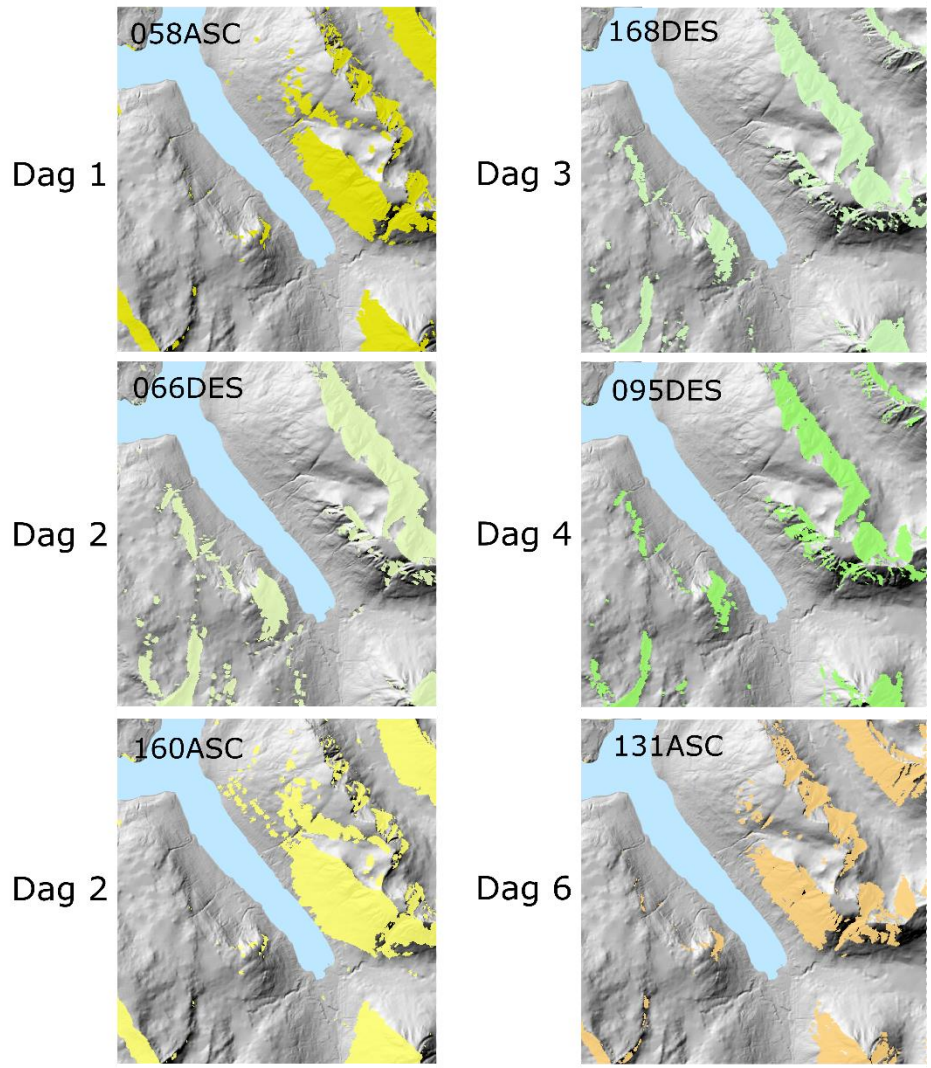 058ASC
Dag 1
168DES
Dag 3
066DES
Dag 2
095DES
Dag 4
160ASC
Dag 2
131ASC
Dag 6